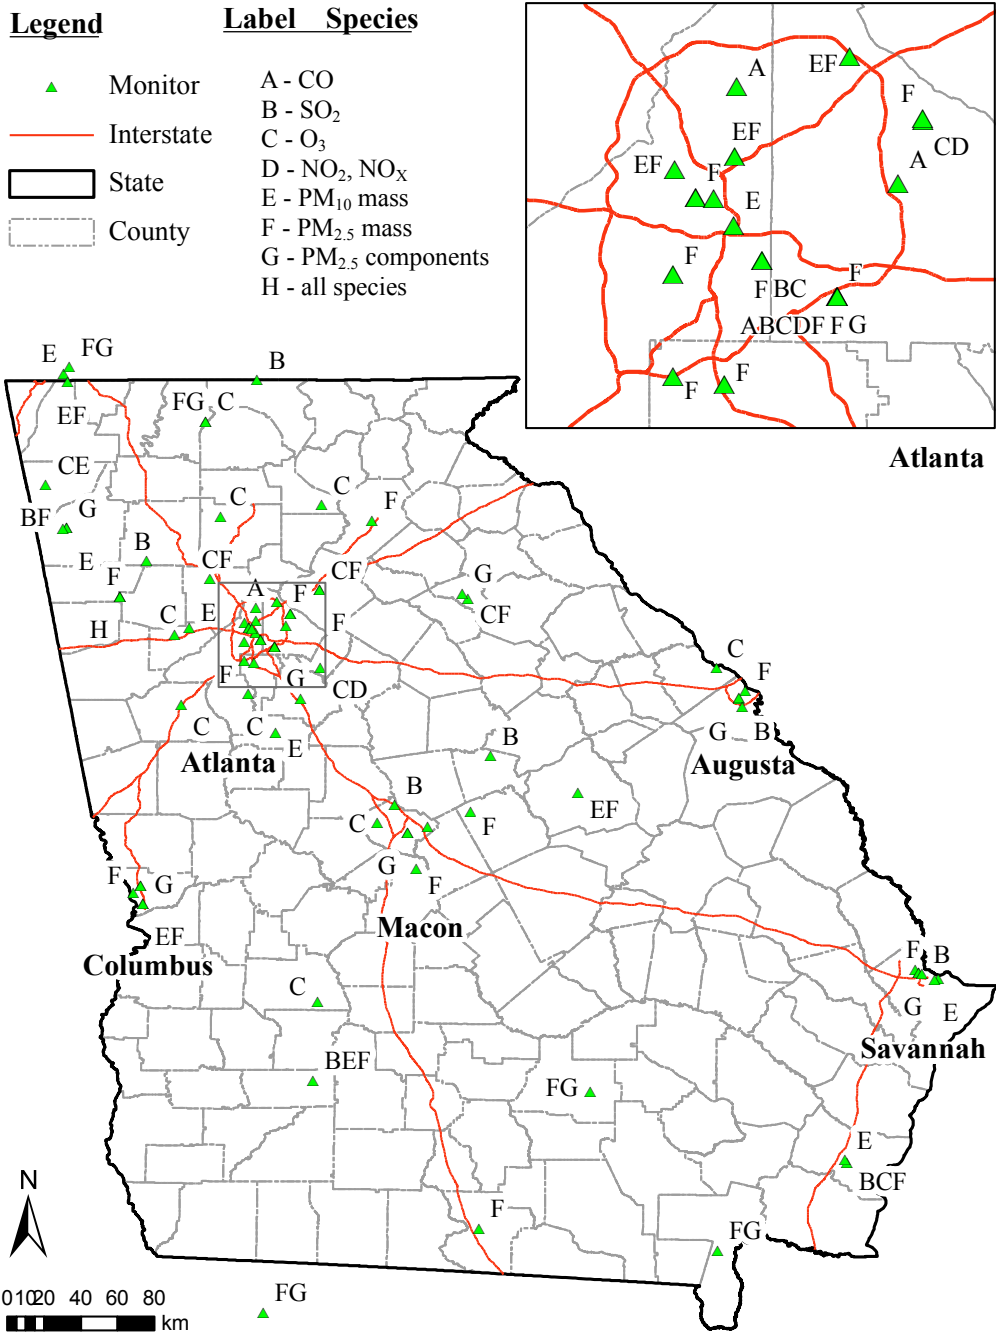 Legend
Label Species
Monitor
Interstate
State
County
A - CO
B - SO₂
C - O₃
D - NO₂, NOₓ
E - PM₁₀ mass
F - PM₂.₅ mass
G - PM₂.₅ components
H - all species
A
EF
F
CD
EF
EF
F
A
E
F
F BC
F
ABCDF F G
F
F
Atlanta
E
FG
B
EF
FG
C
CE
C
C
F
BF
G
E
B
CF
CF
F
A
F
G
CF
H
C
E
F
C
F
F
G
CD
G
B
C
C
E
Atlanta
B
Augusta
B
C
F
EF
G
F
F
G
EF
Macon
Columbus
F
B
G
E
C
Savannah
BEF
FG
E
BCF
N
F
FG
FG
0 10 20 40 60 80
km